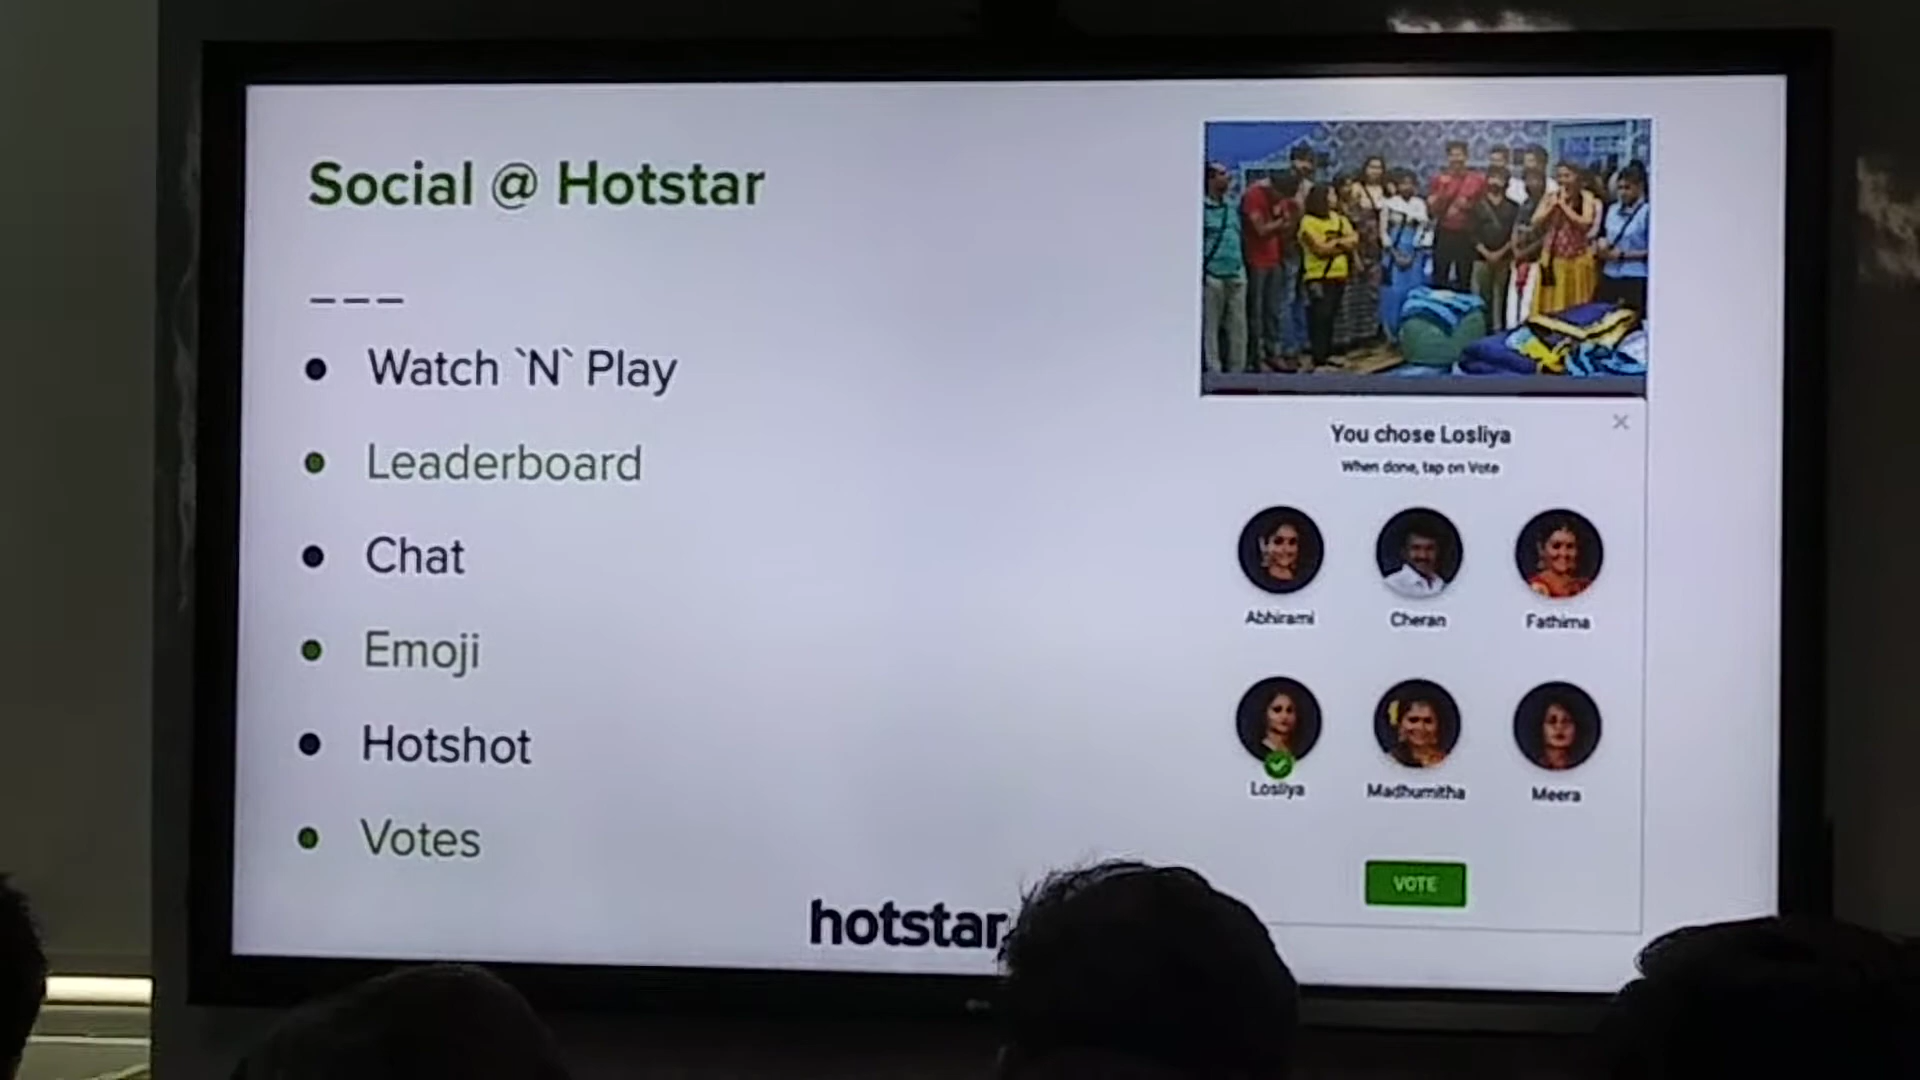 Social @ Hotstar
---
Watch `N` Play
Leaderboard
Chat
Emoji
Hotshot
Votes
hotstar
You chose Losliya
When done, tap on Vote
Abhirami
Cheran
Fathima
Losliya
Madhumitha
Meera
VOTE